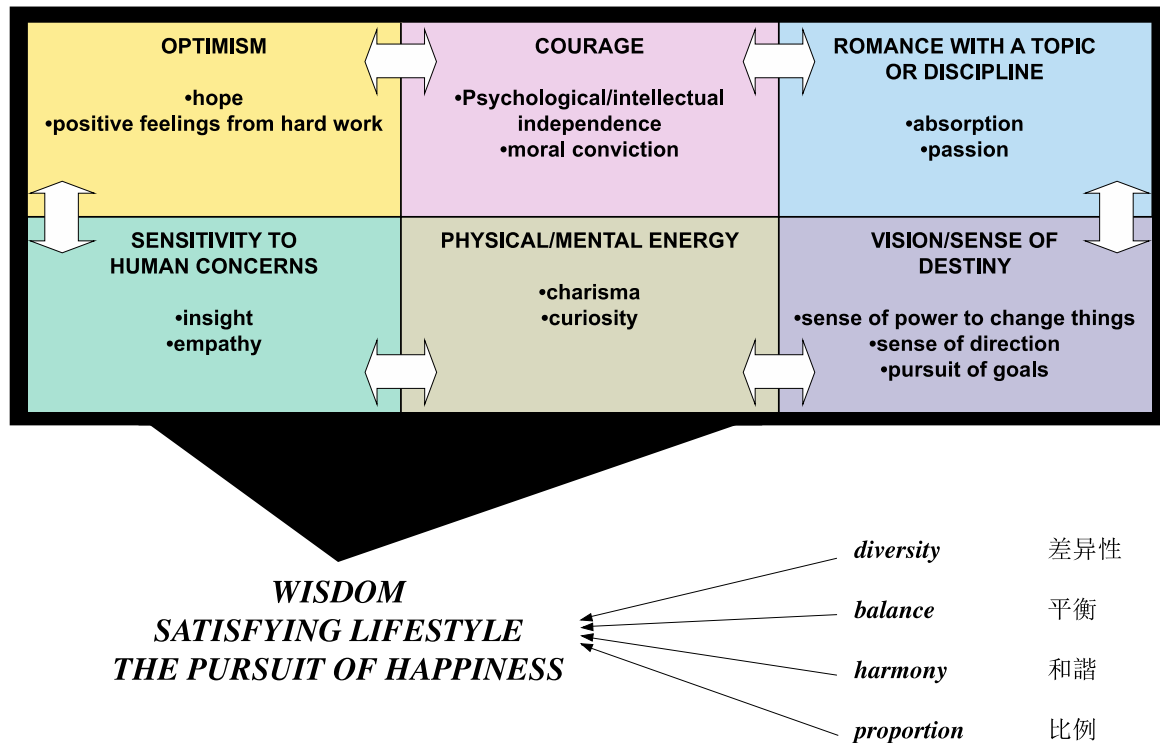 OPTIMISM
•hope
•positive feelings from hard work
COURAGE
•Psychological/intellectual
independence
•moral conviction
ROMANCE WITH A TOPIC
OR DISCIPLINE
•absorption
•passion
SENSITIVITY TO
HUMAN CONCERNS
•insight
•empathy
PHYSICAL/MENTAL ENERGY
•charisma
•curiosity
VISION/SENSE OF
DESTINY
•sense of power to change things
•sense of direction
•pursuit of goals
WISDOM
SATISFYING LIFESTYLE
THE PURSUIT OF HAPPINESS
diversity 差异性
balance 平衡
harmony 和諧
proportion 比例